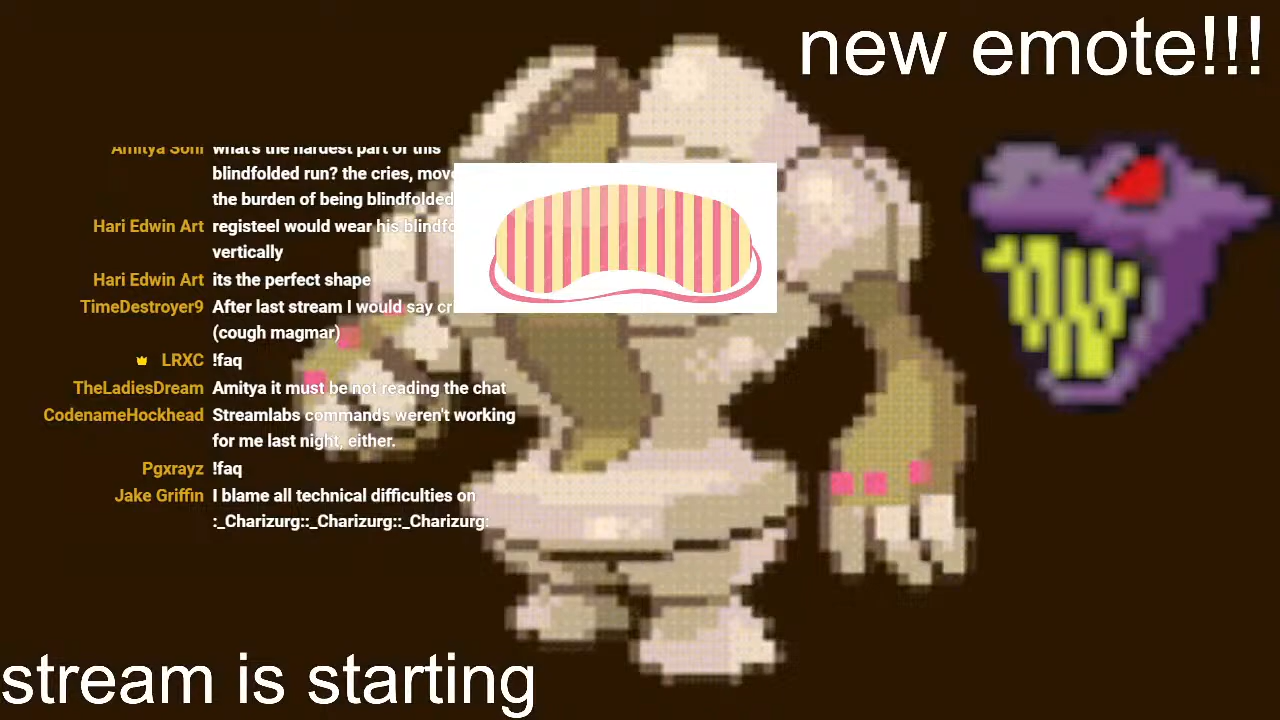 new emote!!!
Amitya Soni what's the hardest part of this
blindfolded run? the cries, move
the burden of being blindfolded
Hari Edwin Art registeel would wear his blindfo
vertically
Hari Edwin Art its the perfect shape
TimeDestroyer9 After last stream I would say cr
(cough magmar)
LRXC !faq
TheLadiesDream Amitya it must be not reading the chat
CodenameHockhead Streamlabs commands weren't working
for me last night, either.
Pgxrayz !faq
Jake Griffin I blame all technical difficulties on
:_Charizurg::_Charizurg::_Charizurg:
stream is starting